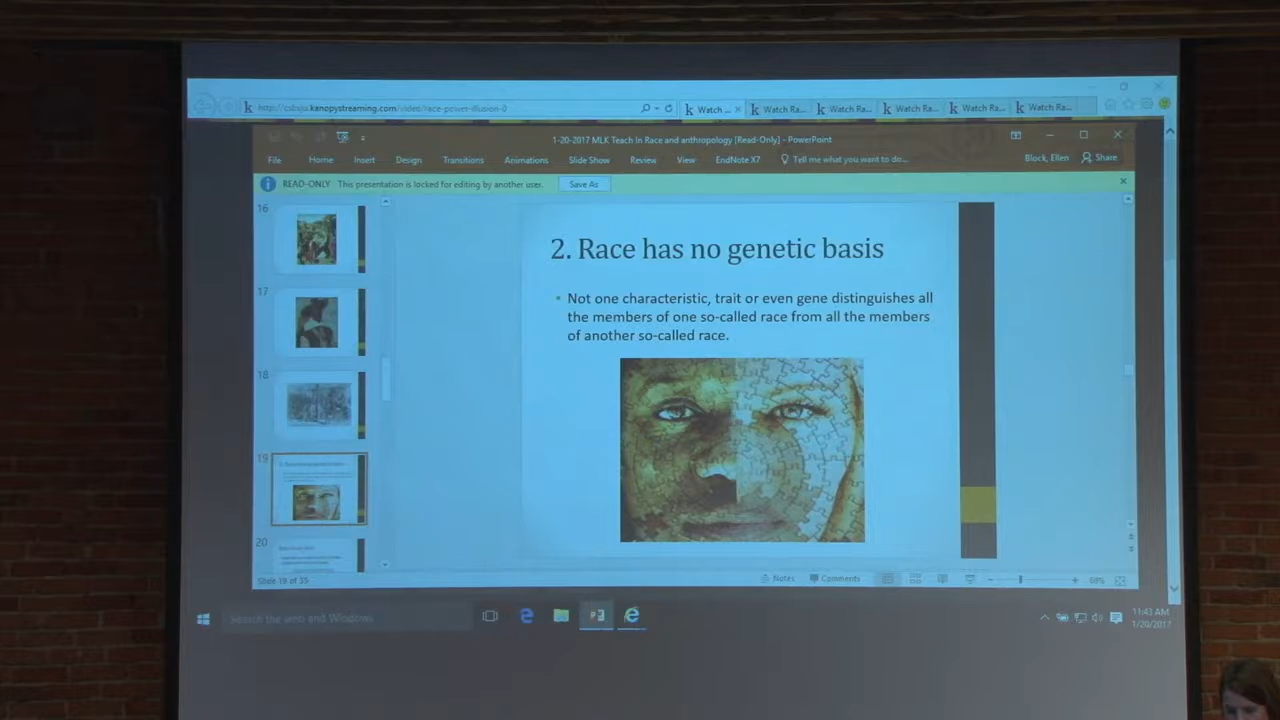 http://csbsju.kanopystreaming.com/video/race-power-illusion-0
Watch ...
Watch Ra...
Watch Ra...
Watch Ra...
Watch Ra...
Watch Ra...
1-20-2017 MLK Teach In Race and anthropology [Read-Only] - PowerPoint
File Home Insert Design Transitions Animations Slide Show Review View EndNote X7 Tell me what you want to do... Block, Ellen Share
READ-ONLY This presentation is locked for editing by another user. Save As
16
17
18
19
20
2. Race has no genetic basis
Not one characteristic, trait or even gene distinguishes all
the members of one so-called race from all the members
of another so-called race.
Slide 19 of 35
Notes Comments 68%
Search the web and Windows
11:43 AM
1/20/2017